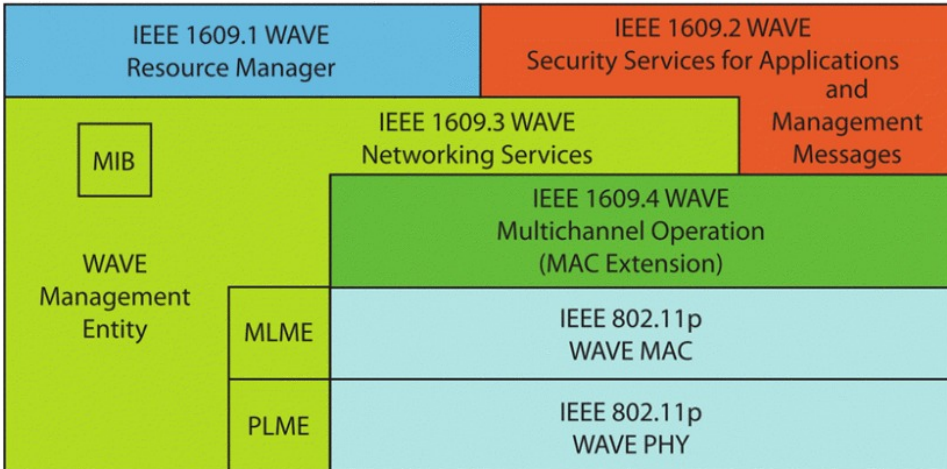 IEEE 1609.1 WAVE
Resource Manager
IEEE 1609.2 WAVE
Security Services for Applications
and
Management
Messages
IEEE 1609.3 WAVE
Networking Services
MIB
IEEE 1609.4 WAVE
Multichannel Operation
(MAC Extension)
WAVE
Management
Entity
MLME
IEEE 802.11p
WAVE MAC
PLME
IEEE 802.11p
WAVE PHY